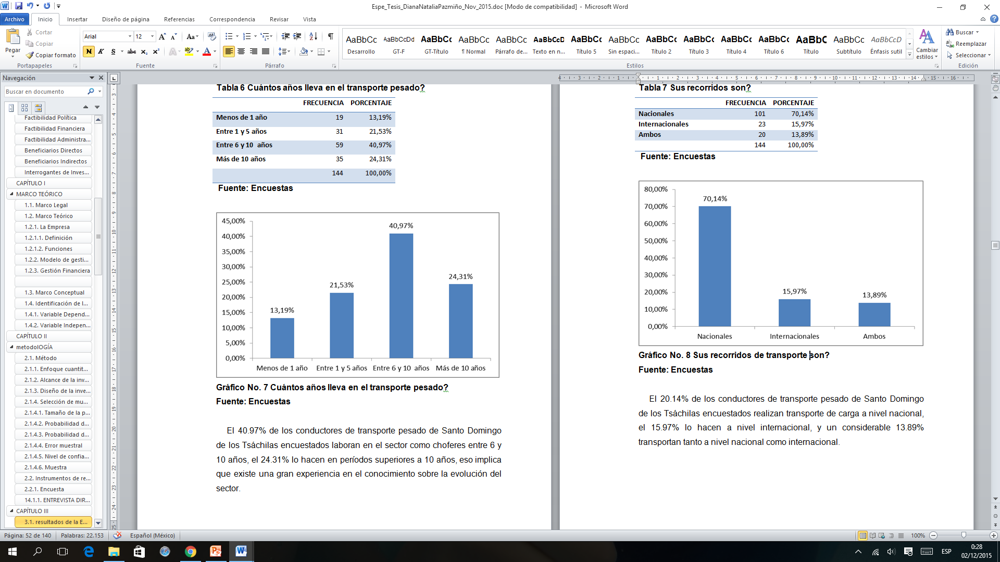 Espe_Tesis_DianaNataliaPazmiño_Nov_2015.doc [Modo de compatibilidad] - Microsoft Word
Archivo Inicio Insertar Diseño de página Referencias Correspondencia Revisar Vista
Pegar
Cortar
Copiar
Copiar formato
Portapapeles
Arial 12
N K S abc x₂ x² A ab A
Fuente
Párrafo
AaBbCc AaBbCcDd AaBbCc AaBbCc AaBbCc AaBbCcD AaBbCc AaBbCc AaBbCc AaBbCc AaBbCc AaBbCc AaBbC AaBbCc AaBbCcD
Desarrollo GT-F GT-Título ¶ Normal Párrafo de... Texto en n... Título 5 Sin espaci... Título 2 Título 3 Título 4 Título 6 Título Subtítulo Énfasis sutil
Cambiar estilos
Estilos
Buscar
Reemplazar
Seleccionar
Edición
Navegación
Buscar en documento
Factibilidad Política
Factibilidad Financiera
Factibilidad Administra...
Beneficiarios Directos
Beneficiarios Indirectos
Interrogantes de Inves...
CAPÍTULO I
MARCO TEÓRICO
1.1. Marco Legal
1.2. Marco Teórico
1.2.1. La Empresa
1.2.1.1. Definición
1.2.1.2. Funciones
1.2.2. Modelo de gesti...
1.2.3. Gestión Financiera
1.3. Marco Conceptual
1.4. Identificación de l...
1.4.1. Variable Depend...
1.4.2. Variable Indepen...
CAPÍTULO II
metodolOGÍA
2.1. Método
2.1.1. Enfoque cuantit...
2.1.2. Alcance de la inv...
2.1.3. Diseño de la inve...
2.1.4. Selección de mu...
2.1.4.1. Tamaño de la p...
2.1.4.2. Probabilidad d...
2.1.4.3. Probabilidad d...
2.1.4.4. Error muestral
2.1.4.5. Nivel de confia...
2.1.4.6. Muestra
2.2. Instrumentos de re...
2.2.1. Encuesta
14.1.1. ENTREVISTA DIR...
CAPÍTULO III
3.1. resultados de la E...
Tabla 6 Cuántos años lleva en el transporte pesado?
FRECUENCIA PORCENTAJE
Menos de 1 año 19 13,19%
Entre 1 y 5 años 31 21,53%
Entre 6 y 10 años 59 40,97%
Más de 10 años 35 24,31%
144 100,00%
Fuente: Encuestas
45,00%
40,00%
35,00%
30,00%
25,00%
20,00%
15,00%
10,00%
5,00%
0,00%
13,19% 21,53% 40,97% 24,31%
Menos de 1 año Entre 1 y 5 años Entre 6 y 10 años Más de 10 años
Gráfico No. 7 Cuántos años lleva en el transporte pesado?
Fuente: Encuestas
El 40.97% de los conductores de transporte pesado de Santo Domingo
de los Tsáchilas encuestados laboran en el sector como choferes entre 6 y
10 años, el 24.31% lo hacen en períodos superiores a 10 años, eso implica
que existe una gran experiencia en el conocimiento sobre la evolución del
sector.
4 3 2 1 1 2 3 4 5 6 7 8 9 10 11 12 13 14 15 16
Tabla 7 Sus recorridos son?
FRECUENCIA PORCENTAJE
Nacionales 101 70,14%
Internacionales 23 15,97%
Ambos 20 13,89%
144 100,00%
Fuente: Encuestas
80,00%
70,00%
60,00%
50,00%
40,00%
30,00%
20,00%
10,00%
0,00%
70,14% 15,97% 13,89%
Nacionales Internacionales Ambos
Gráfico No. 8 Sus recorridos de transporte son?
Fuente: Encuestas
El 20.14% de los conductores de transporte pesado de Santo Domingo
de los Tsáchilas encuestados realizan transporte de carga a nivel nacional,
el 15.97% lo hacen a nivel internacional, y un considerable 13.89%
transportan tanto a nivel nacional como internacional.
Página: 52 de 140 Palabras: 22.153 Español (México) 100%
ESP 0:28
02/12/2015